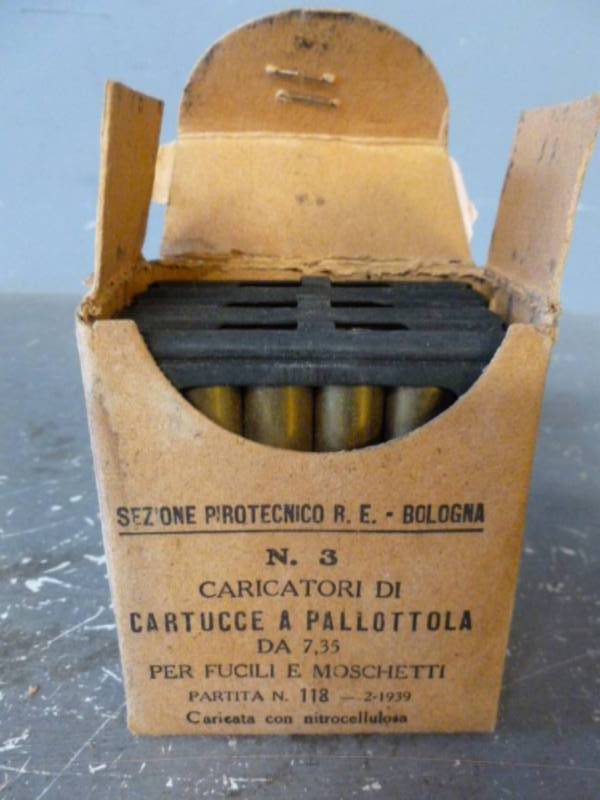 SEZIONE PIROTECNICO R. E. - BOLOGNA
N. 3
CARICATORI DI
CARTUCCE A PALLOTTOLA
DA 7,35
PER FUCILI E MOSCHETTI
PARTITA N. 118 — 2-1939
Caricata con nitrocellulosa